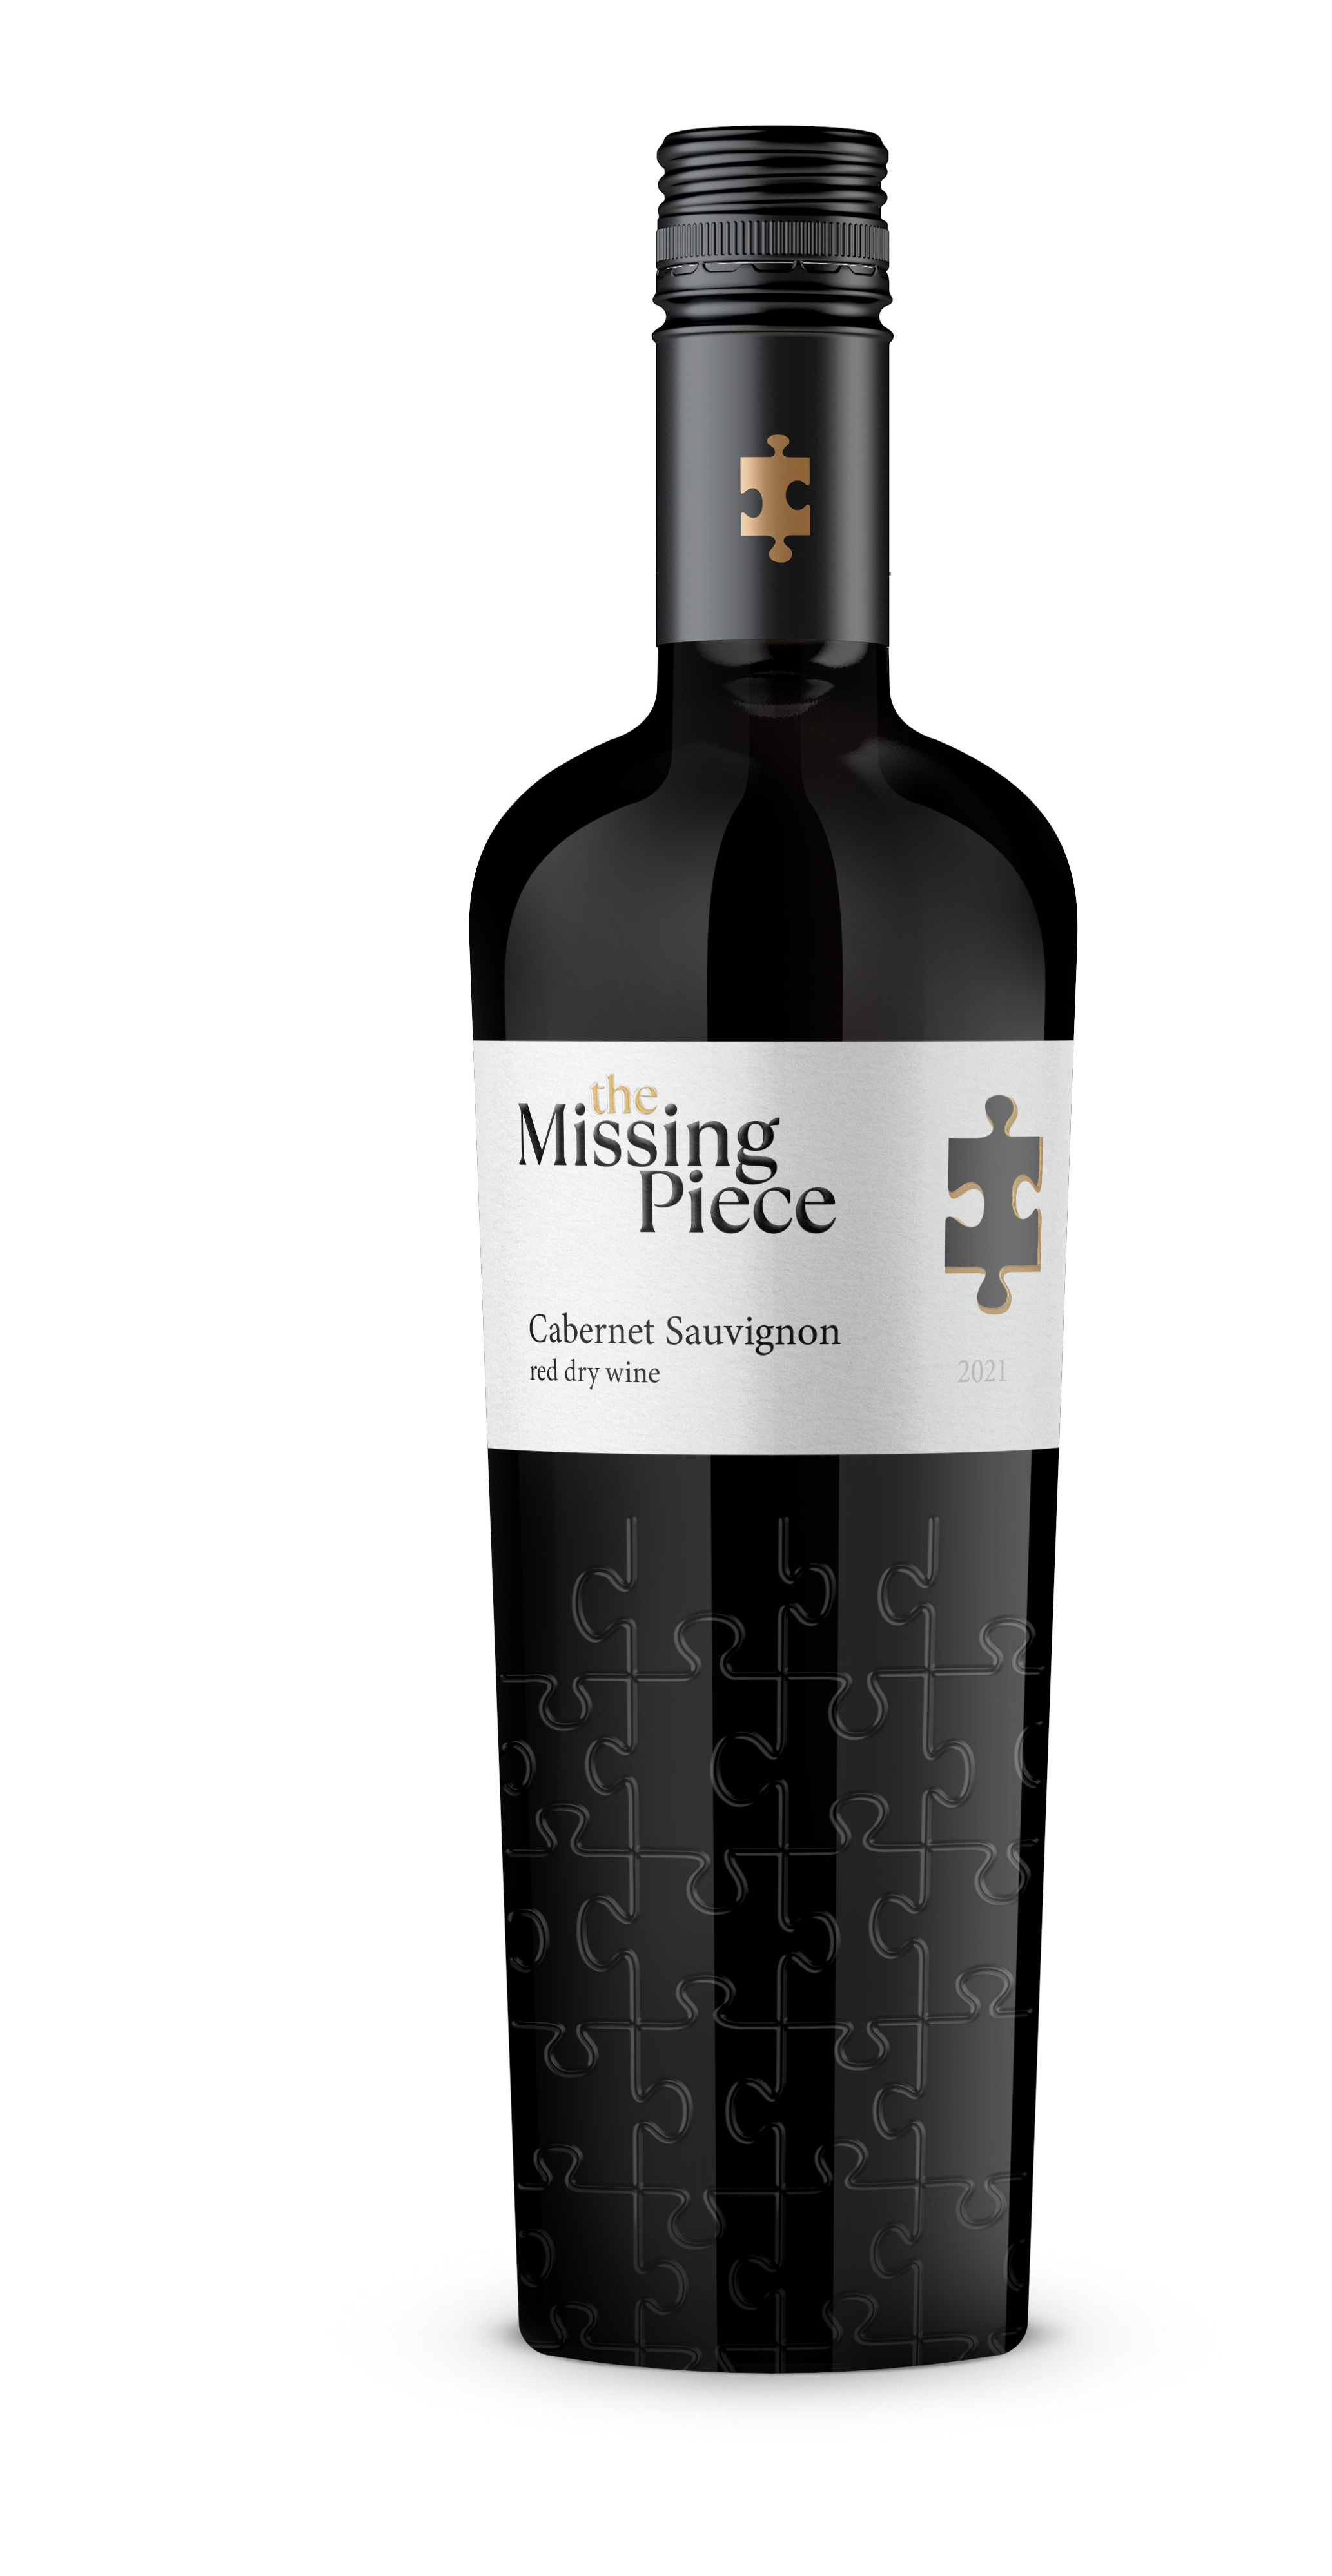 the
Missing
Piece
Cabernet Sauvignon
red dry wine
2021